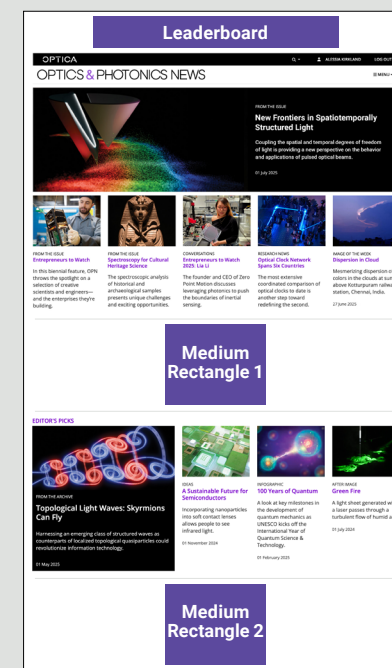 Leaderboard
OPTICA
ALESSIA KIRKLAND
LOG OUT
OPTICS & PHOTONICS NEWS
MENU
FROM THE ISSUE
New Frontiers in Spatiotemporally
Structured Light
Coupling the spatial and temporal degrees of freedom
of light is providing a new perspective on the behavior
and applications of pulsed optical beams.
01 July 2025
FROM THE ISSUE
Entrepreneurs to Watch
In this biennial feature, OPN
throws the spotlight on a
selection of creative
scientists and engineers—
and the enterprises they're
building.
FROM THE ISSUE
Spectroscopy for Cultural
Heritage Science
The spectroscopic analysis
of historical and
archaeological samples
presents unique challenges
and exciting opportunities.
CONVERSATIONS
Entrepreneurs to Watch
2025: Lia Li
The founder and CEO of Zero
Point Motion discusses
leveraging photonics to push
the boundaries of inertial
sensing.
RESEARCH NEWS
Optical Clock Network
Spans Six Countries
The most extensive
coordinated comparison of
optical clocks to date is
another step toward
redefining the second.
IMAGE OF THE WEEK
Dispersion in Cloud
Mesmerizing dispersion o
colors in the clouds at sun
above Kotturpuram railwa
station, Chennai, India.
27 June 2025
Medium
Rectangle 1
EDITOR'S PICKS
FROM THE ARCHIVE
Topological Light Waves: Skyrmions
Can Fly
Harnessing an emerging class of structured waves as
counterparts of localized topological quasiparticles could
revolutionize information technology.
01 May 2025
IDEAS
A Sustainable Future for
Semiconductors
Incorporating nanoparticles
into soft contact lenses
allows people to see
infrared light.
01 November 2024
INFOGRAPHIC
100 Years of Quantum
A look at key milestones in
the development of
quantum mechanics as
UNESCO kicks off the
International Year of
Quantum Science &
Technology.
01 February 2025
AFTER IMAGE
Green Fire
A light sheet generated wi
a laser passes through a
turbulent flow of humid a
01 July 2024
Medium
Rectangle 2